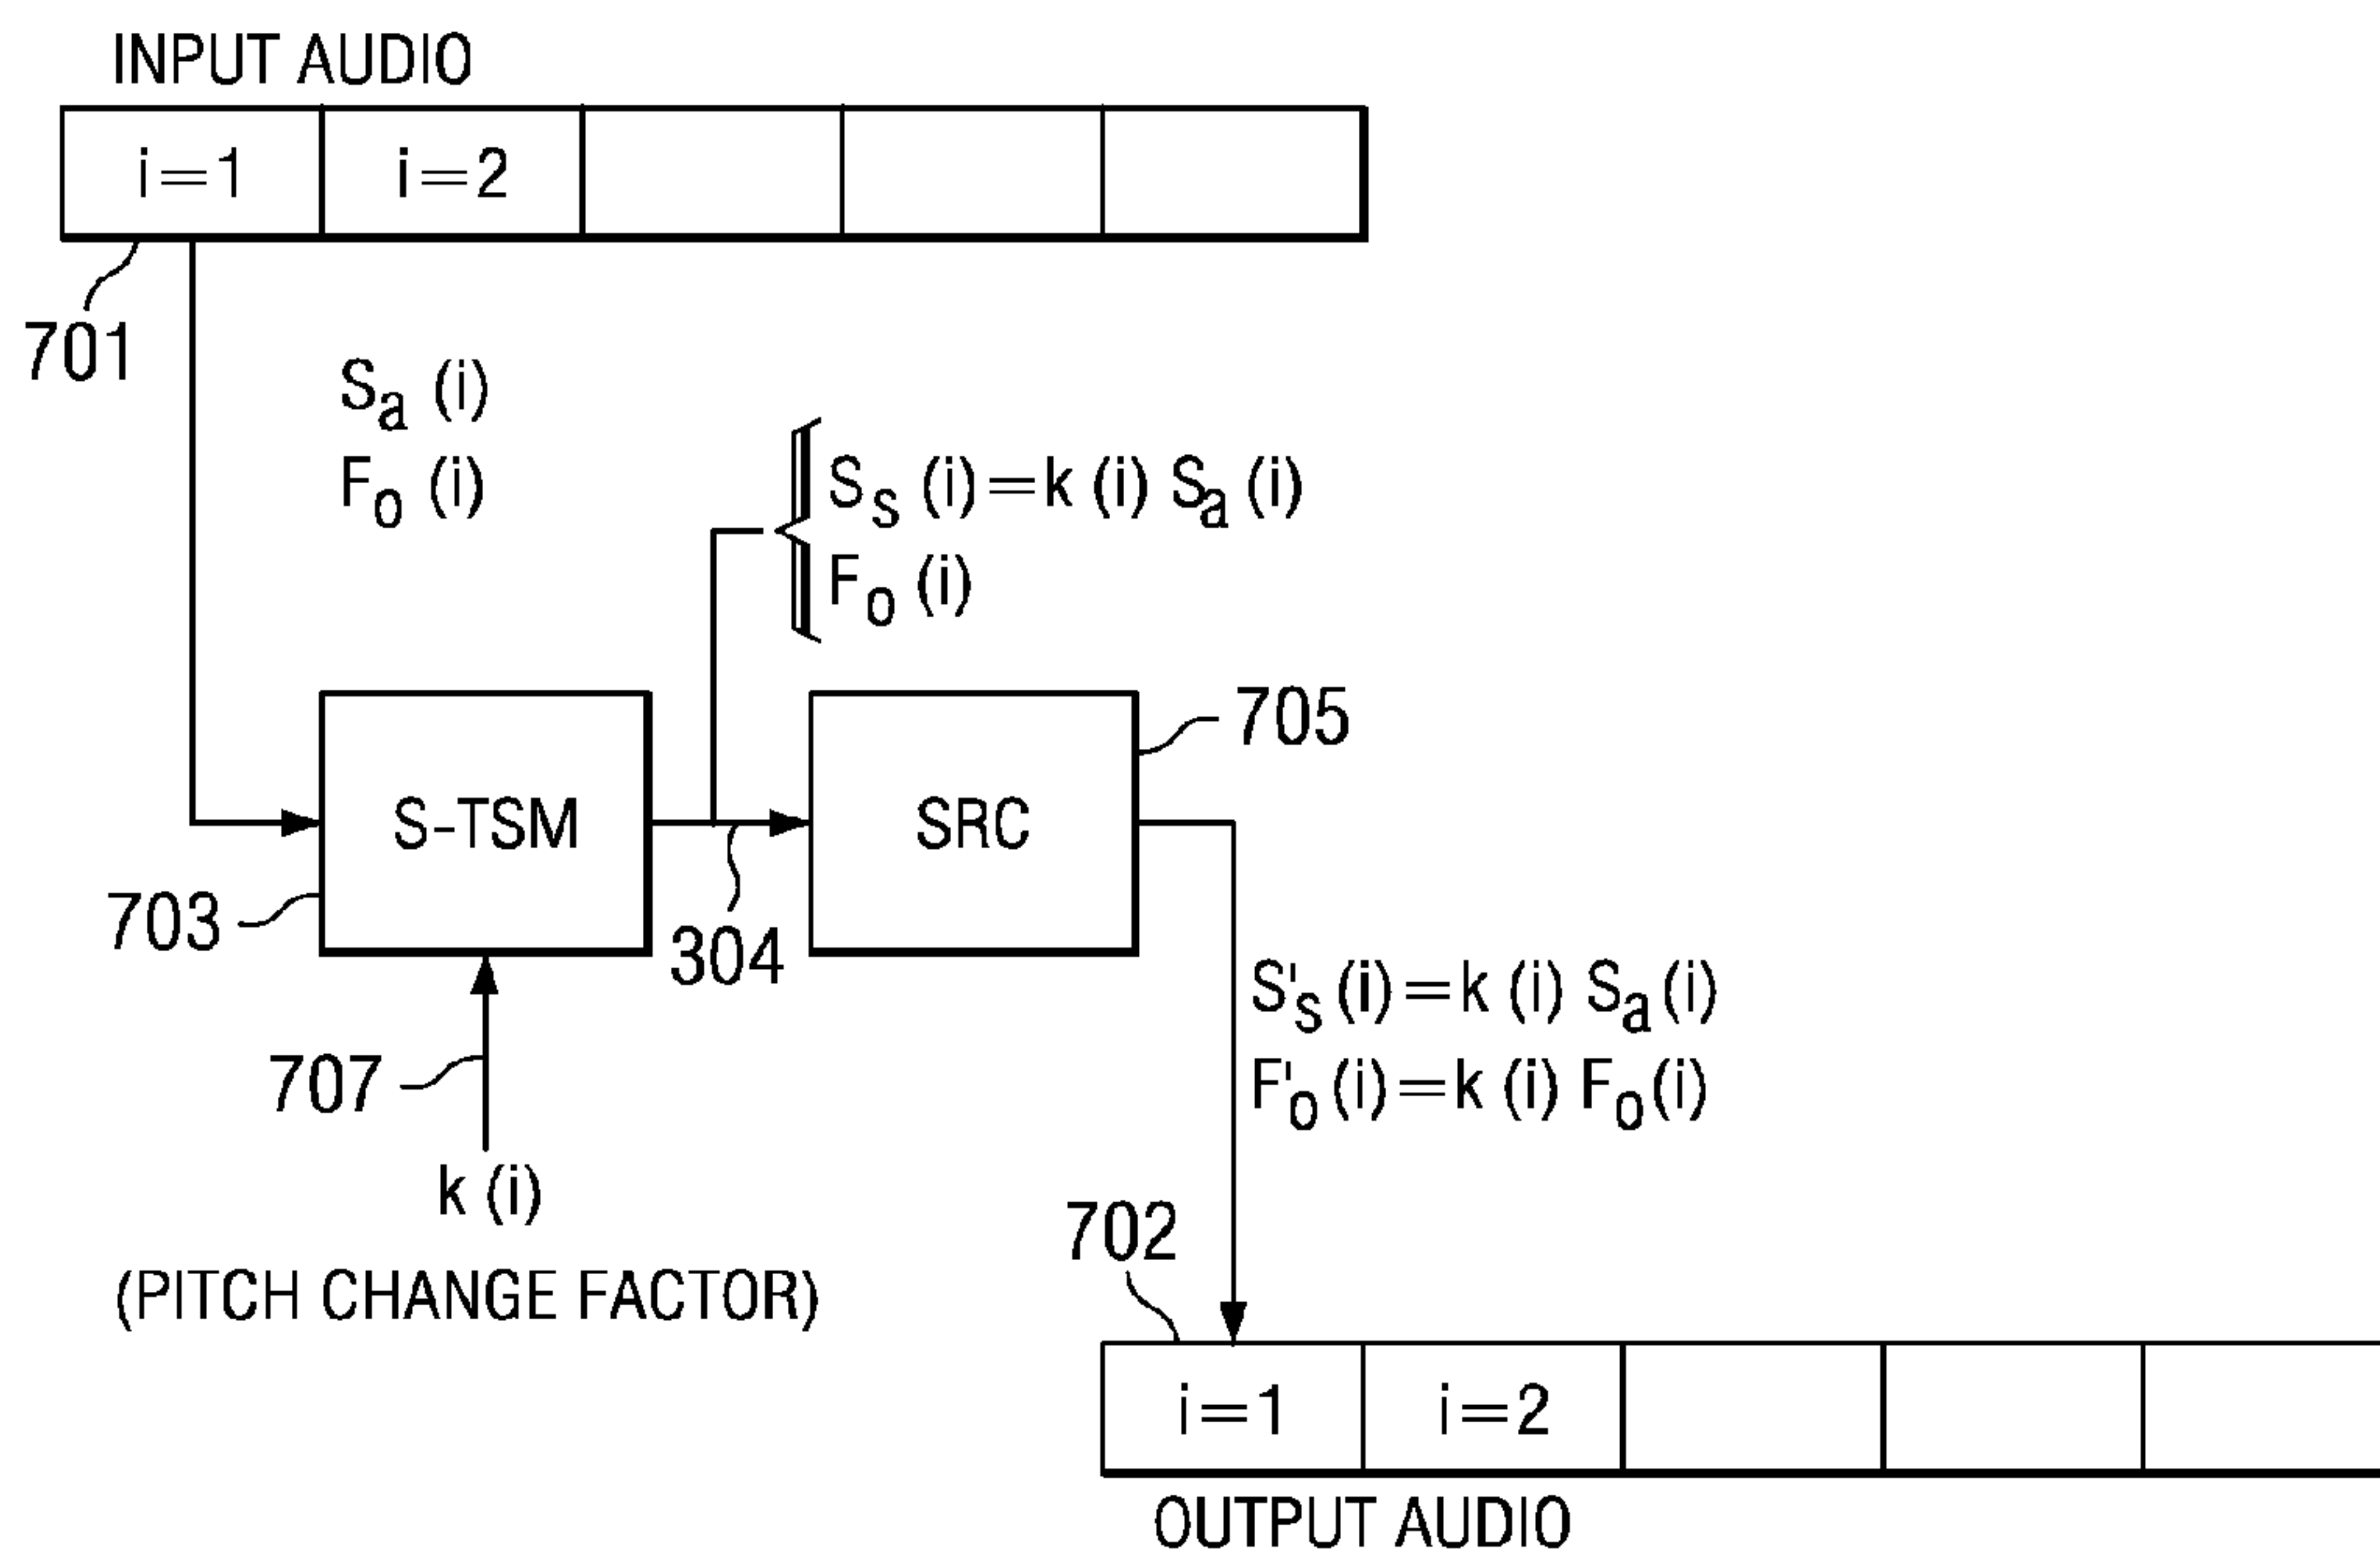 INPUT AUDIO
i=1 i=2
701
Sa (i)
Fo (i)
Ss (i)=k (i) Sa (i)
Fo (i)
705
S-TSM
SRC
703
304
S's (i)=k (i) Sa (i)
F'o (i)=k (i) Fo (i)
707
k (i)
(PITCH CHANGE FACTOR)
702
i=1 i=2
OUTPUT AUDIO